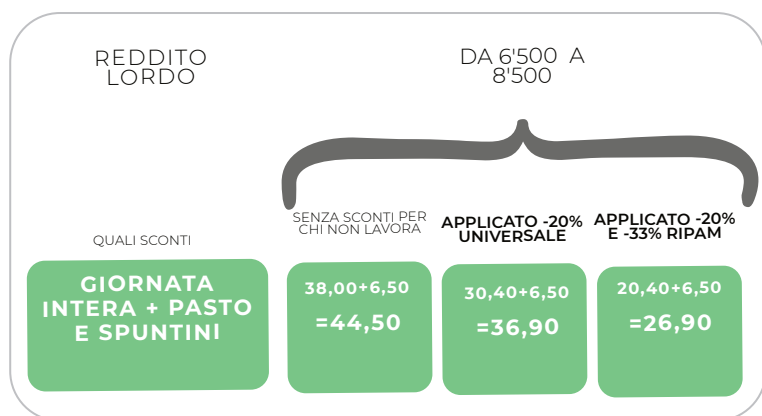 REDDITO
LORDO
DA 6'500 A
8'500
QUALI SCONTI
SENZA SCONTI PER
CHI NON LAVORA
APPLICATO -20%
UNIVERSALE
APPLICATO -20%
E -33% RIPAM
GIORNATA
INTERA + PASTO
E SPUNTINI
38,00+6,50
=44,50
30,40+6,50
=36,90
20,40+6,50
=26,90